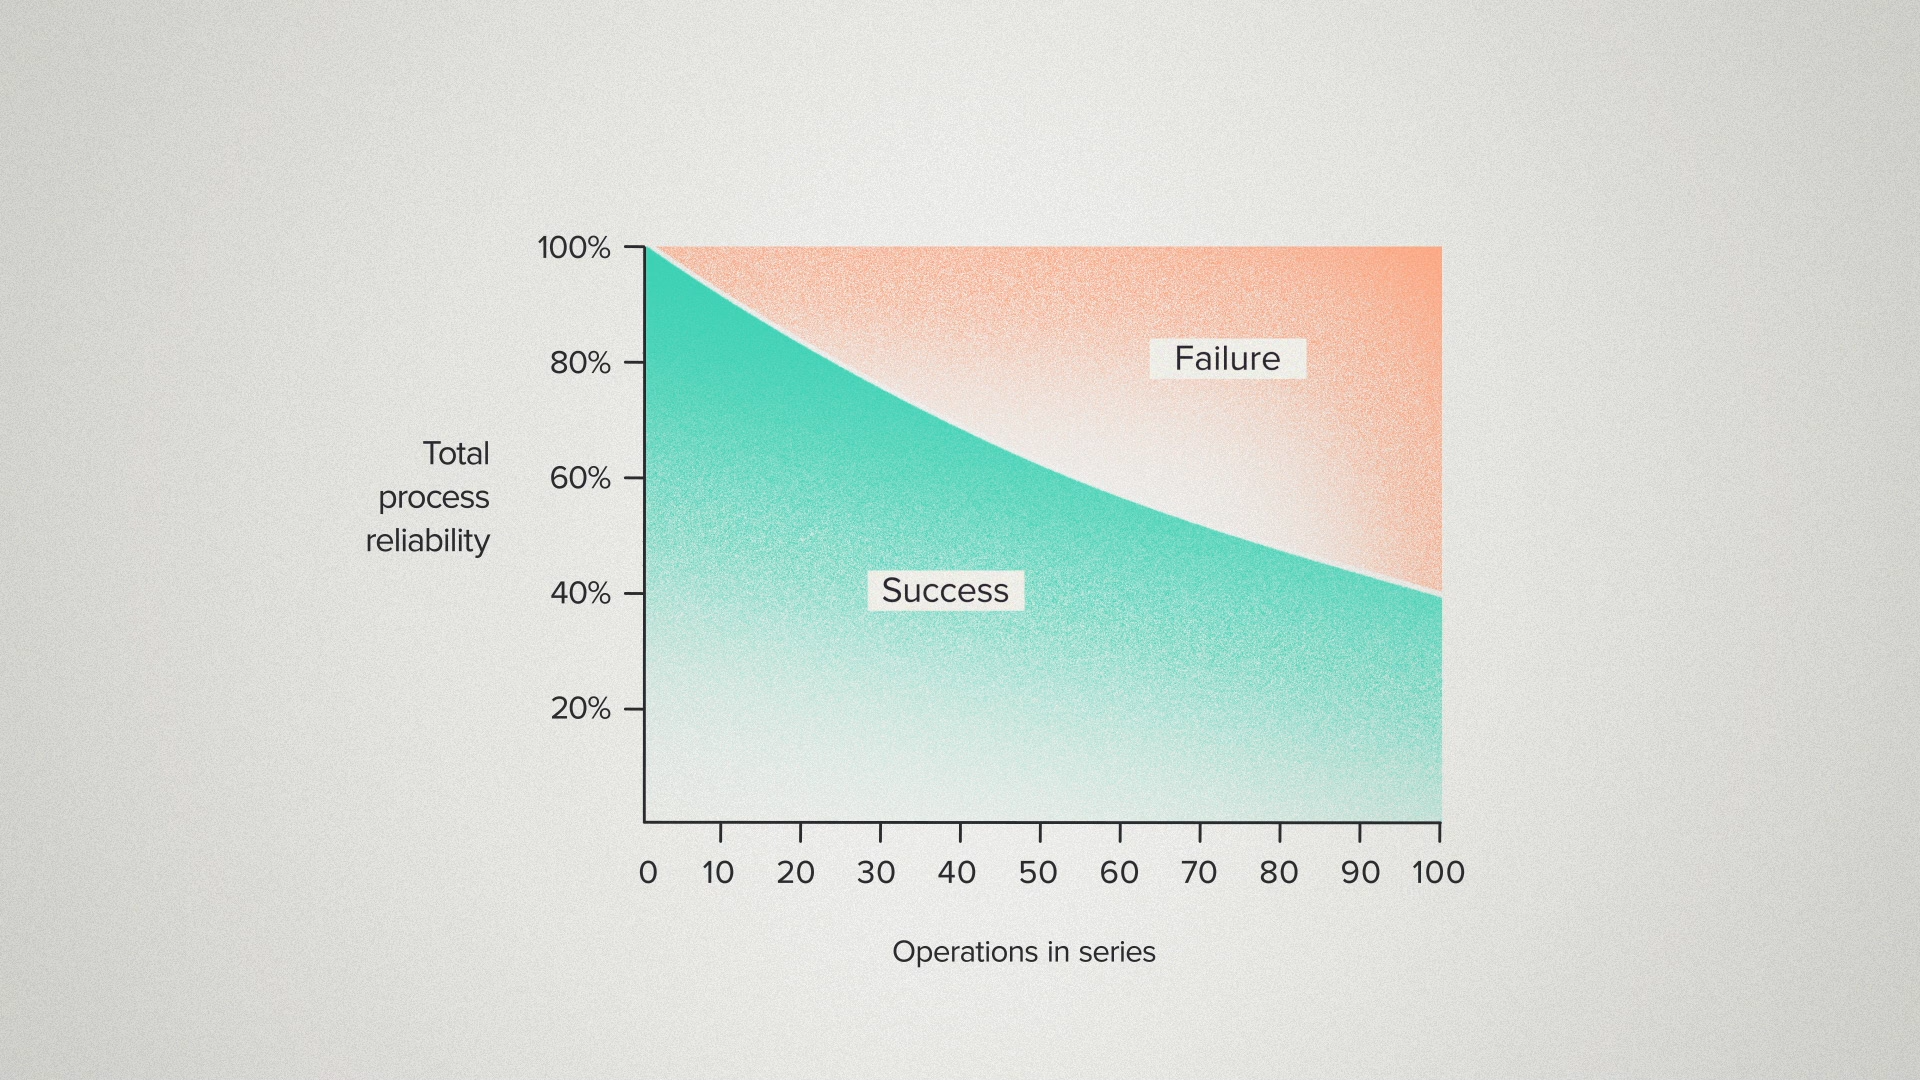 100%
80%
60%
40%
20%
Total
process
reliability
Failure
Success
0 10 20 30 40 50 60 70 80 90 100
Operations in series